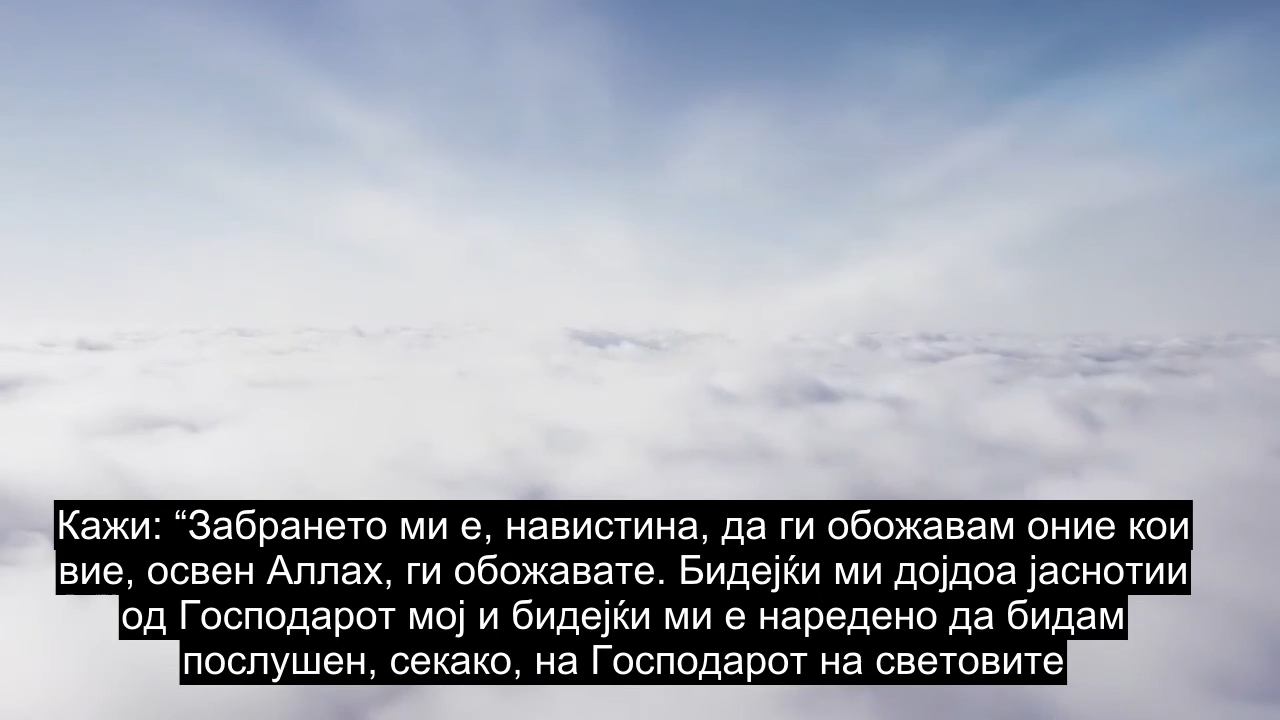 Кажи: “Забрането ми е, навистина, да ги обожавам оние кои
вие, освен Аллах, ги обожавате. Бидејќи ми дојдоа јаснотии
од Господарот мој и бидејќи ми е наредено да бидам
послушен, секако, на Господарот на световите